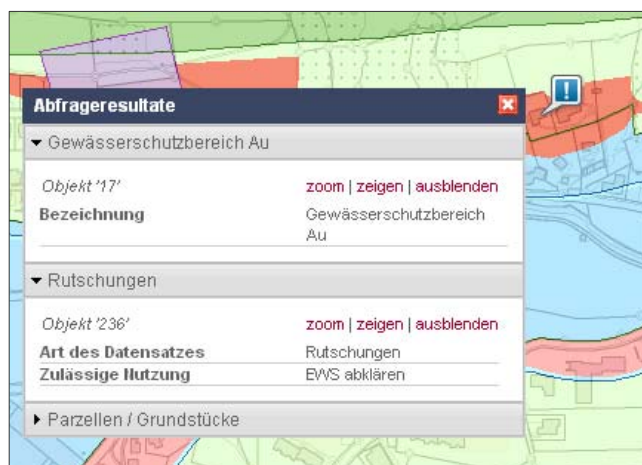 Abfrageresultate
Gewässerschutzbereich Au
Objekt '17' zoom | zeigen | ausblenden
Bezeichnung Gewässerschutzbereich
Au
Rutschungen
Objekt '236' zoom | zeigen | ausblenden
Art des Datensatzes Rutschungen
Zulässige Nutzung EWS abklären
Parzellen / Grundstücke